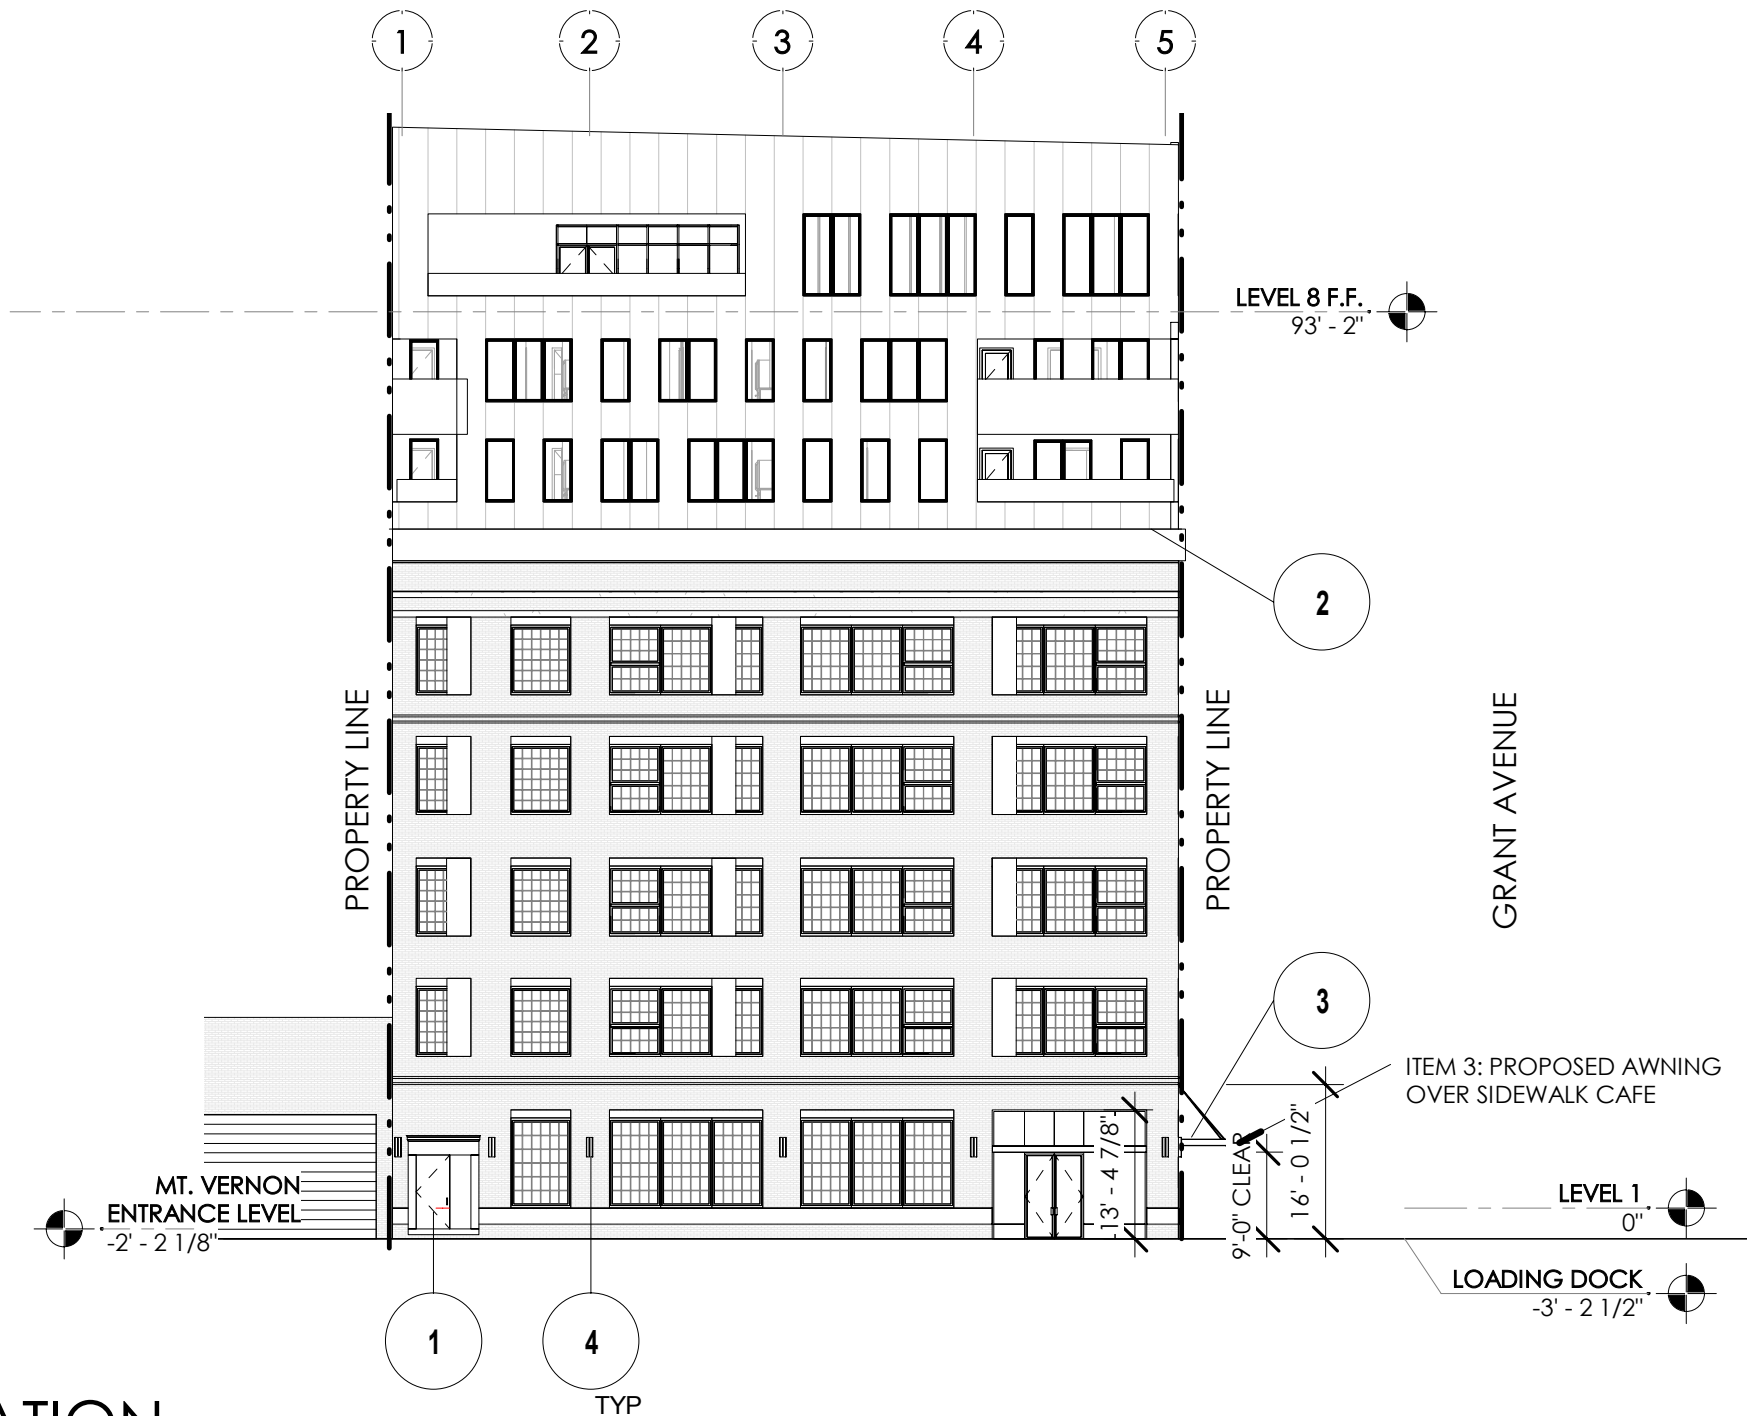 1
2
3
4
5
LEVEL 8 F.F.
93' - 2"
2
PROPERTY LINE
PROPERTY LINE
GRANT AVENUE
3
ITEM 3: PROPOSED AWNING
OVER SIDEWALK CAFE
13' - 4 7/8"
9'-0" CLEAR
16' - 0 1/2"
MT. VERNON
ENTRANCE LEVEL
-2' - 2 1/8"
LEVEL 1
0"
LOADING DOCK
-3' - 2 1/2"
1
4
TYP